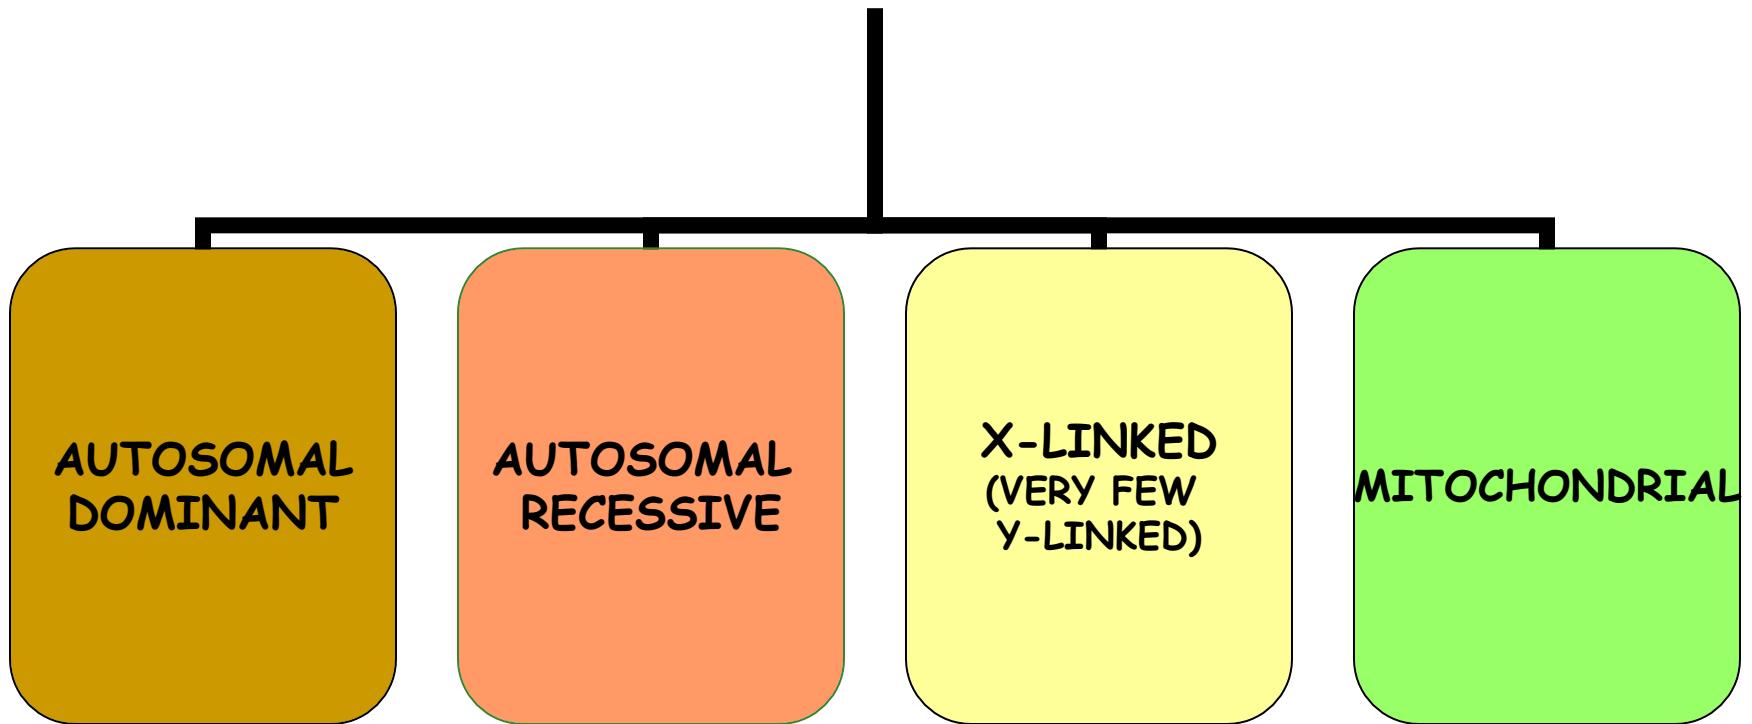 AUTOSOMAL
DOMINANT
AUTOSOMAL
RECESSIVE
X-LINKED
(VERY FEW
Y-LINKED)
MITOCHONDRIAL